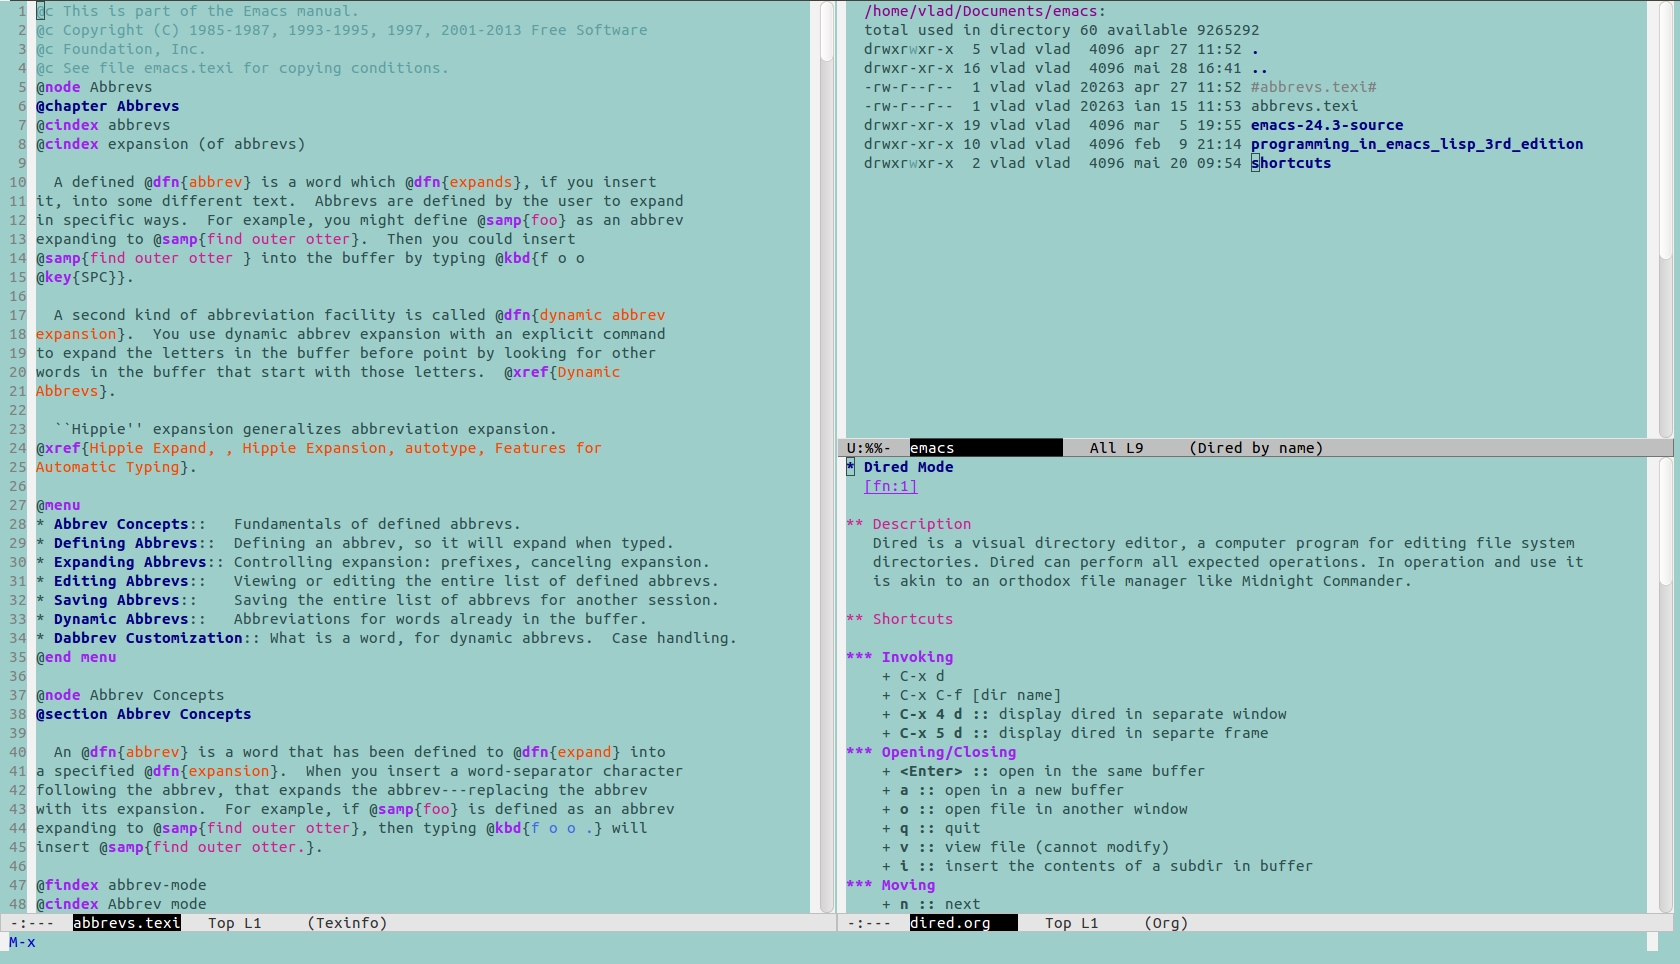 1 @c This is part of the Emacs manual.
2 @c Copyright (C) 1985-1987, 1993-1995, 1997, 2001-2013 Free Software
3 @c Foundation, Inc.
4 @c See file emacs.texi for copying conditions.
5 @node Abbrevs
6 @chapter Abbrevs
7 @cindex abbrevs
8 @cindex expansion (of abbrevs)
9
10   A defined @dfn{abbrev} is a word which @dfn{expands}, if you insert
11 it, into some different text.  Abbrevs are defined by the user to expand
12 in specific ways.  For example, you might define @samp{foo} as an abbrev
13 expanding to @samp{find outer otter}.  Then you could insert
14 @samp{find outer otter } into the buffer by typing @kbd{f o o
15 @key{SPC}}.
16
17   A second kind of abbreviation facility is called @dfn{dynamic abbrev
18 expansion}.  You use dynamic abbrev expansion with an explicit command
19 to expand the letters in the buffer before point by looking for other
20 words in the buffer that start with those letters.  @xref{Dynamic
21 Abbrevs}.
22
23   ``Hippie'' expansion generalizes abbreviation expansion.
24 @xref{Hippie Expand, , Hippie Expansion, autotype, Features for
25 Automatic Typing}.
26
27 @menu
28 * Abbrev Concepts::   Fundamentals of defined abbrevs.
29 * Defining Abbrevs::  Defining an abbrev, so it will expand when typed.
30 * Expanding Abbrevs:: Controlling expansion: prefixes, canceling expansion.
31 * Editing Abbrevs::   Viewing or editing the entire list of defined abbrevs.
32 * Saving Abbrevs::    Saving the entire list of abbrevs for another session.
33 * Dynamic Abbrevs::   Abbreviations for words already in the buffer.
34 * Dabbrev Customization:: What is a word, for dynamic abbrevs.  Case handling.
35 @end menu
36
37 @node Abbrev Concepts
38 @section Abbrev Concepts
39
40   An @dfn{abbrev} is a word that has been defined to @dfn{expand} into
41 a specified @dfn{expansion}.  When you insert a word-separator character
42 following the abbrev, that expands the abbrev---replacing the abbrev
43 with its expansion.  For example, if @samp{foo} is defined as an abbrev
44 expanding to @samp{find outer otter}, then typing @kbd{f o o .} will
45 insert @samp{find outer otter.}.
46
47 @findex abbrev-mode
48 @cindex Abbrev mode
-:---  abbrevs.texi   Top L1     (Texinfo)
/home/vlad/Documents/emacs:
total used in directory 60 available 9265292
drwxrwxr-x  5 vlad vlad  4096 apr 27 11:52 .
drwxr-xr-x 16 vlad vlad  4096 mai 28 16:41 ..
-rw-r--r--  1 vlad vlad 20263 apr 27 11:52 #abbrevs.texi#
-rw-r--r--  1 vlad vlad 20263 ian 15 11:53 abbrevs.texi
drwxr-xr-x 19 vlad vlad  4096 mar  5 19:55 emacs-24.3-source
drwxr-xr-x 10 vlad vlad  4096 feb  9 21:14 programming_in_emacs_lisp_3rd_edition
drwxrwxr-x  2 vlad vlad  4096 mai 20 09:54 shortcuts
U:%%-  emacs   All L9     (Dired by name)
* Dired Mode
[fn:1]
** Description
Dired is a visual directory editor, a computer program for editing file system
directories. Dired can perform all expected operations. In operation and use it
is akin to an orthodox file manager like Midnight Commander.
** Shortcuts
*** Invoking
+ C-x d
+ C-x C-f [dir name]
+ C-x 4 d :: display dired in separate window
+ C-x 5 d :: display dired in separte frame
*** Opening/Closing
+ <Enter> :: open in the same buffer
+ a :: open in a new buffer
+ o :: open file in another window
+ q :: quit
+ v :: view file (cannot modify)
+ i :: insert the contents of a subdir in buffer
*** Moving
+ n :: next
-:---  dired.org   Top L1     (Org)
M-x